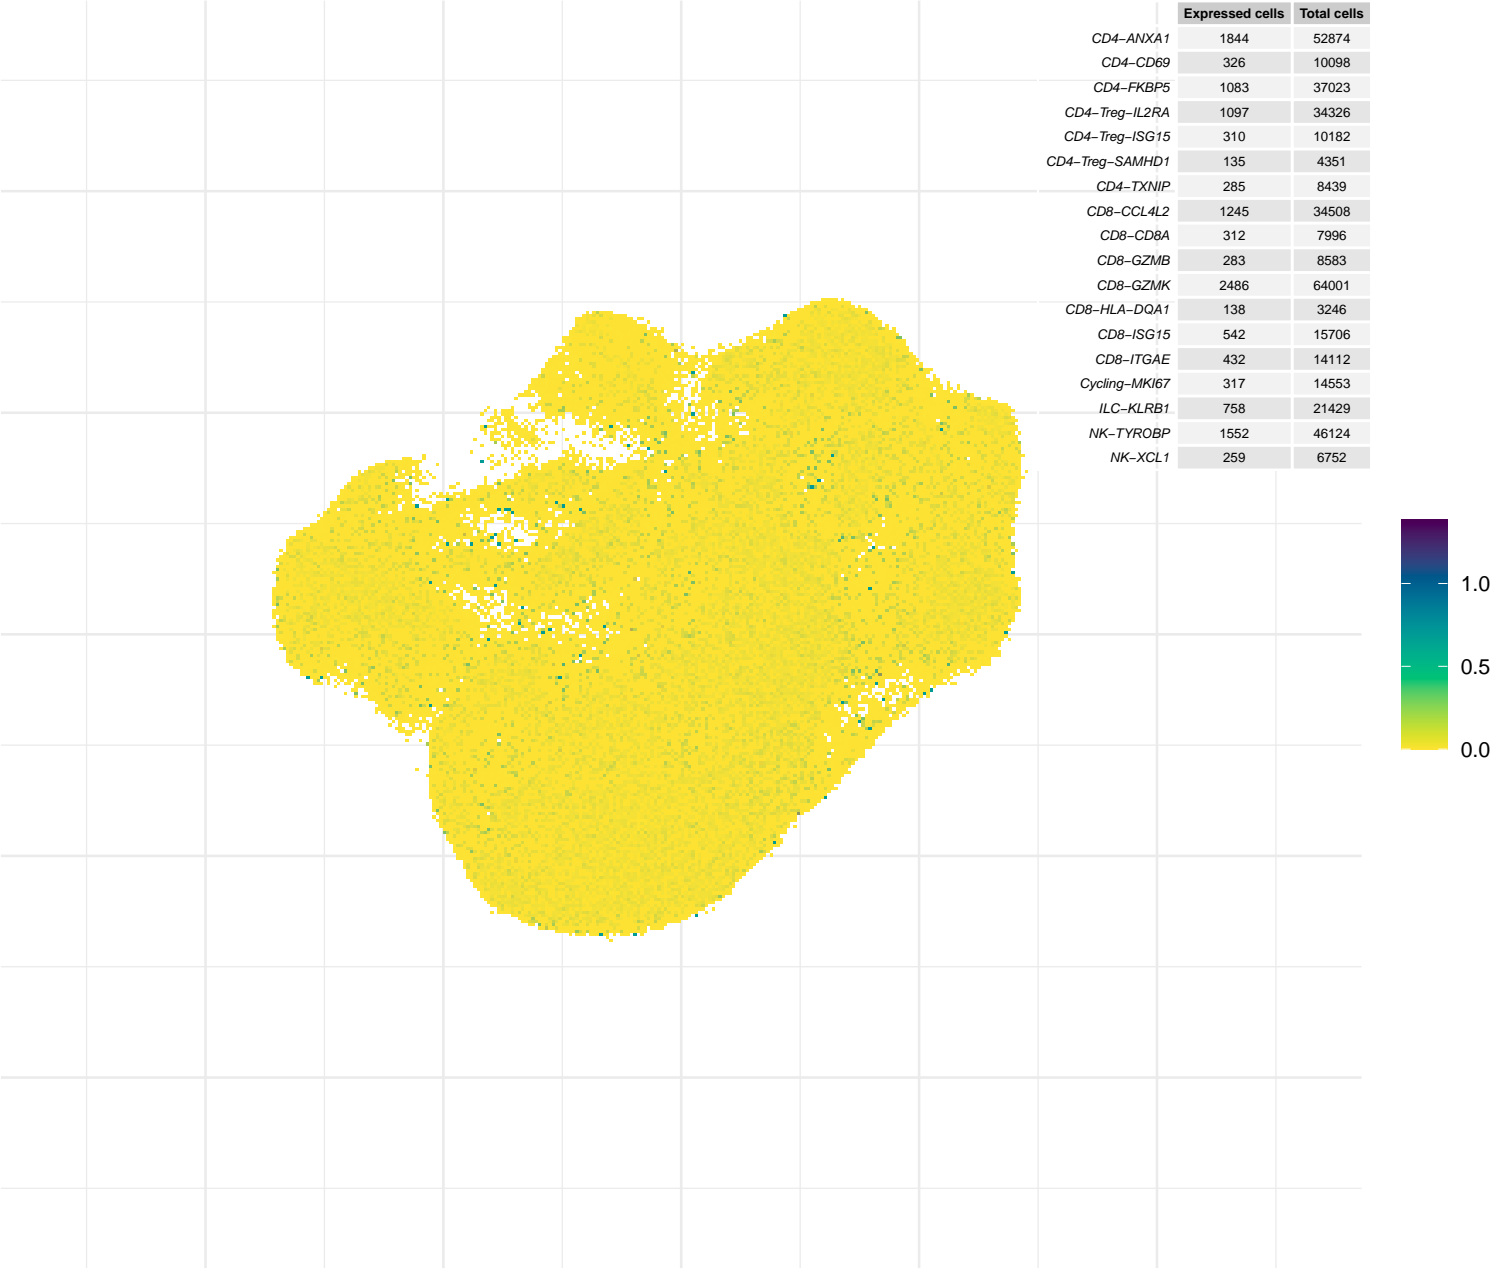 Expressed cells Total cells
CD4−ANXA1 1844 52874
CD4−CD69 326 10098
CD4−FKBP5 1083 37023
CD4−Treg−IL2RA 1097 34326
CD4−Treg−ISG15 310 10182
CD4−Treg−SAMHD1 135 4351
CD4−TXNIP 285 8439
CD8−CCL4L2 1245 34508
CD8−CD8A 312 7996
CD8−GZMB 283 8583
CD8−GZMK 2486 64001
CD8−HLA−DQA1 138 3246
CD8−ISG15 542 15706
CD8−ITGAE 432 14112
Cycling−MKI67 317 14553
ILC−KLRB1 758 21429
NK−TYROBP 1552 46124
NK−XCL1 259 6752
1.0
0.5
0.0